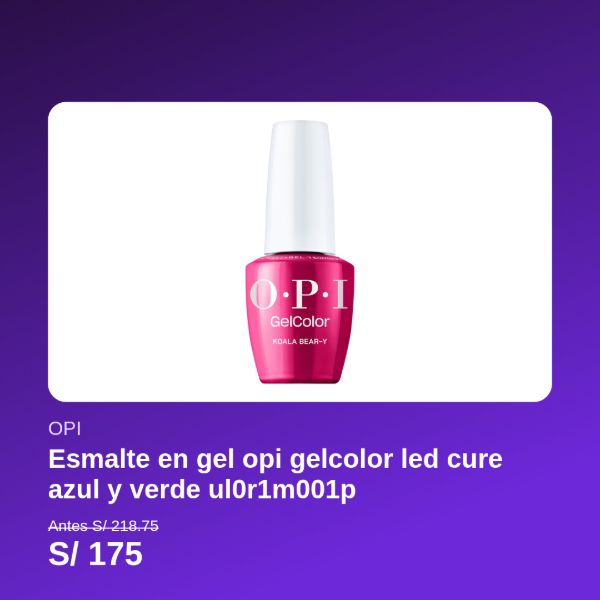 O·P·I
GelColor
KOALA BEAR-Y
OPI
Esmalte en gel opi gelcolor led cure
azul y verde ul0r1m001p
Antes S/ 218.75
S/ 175